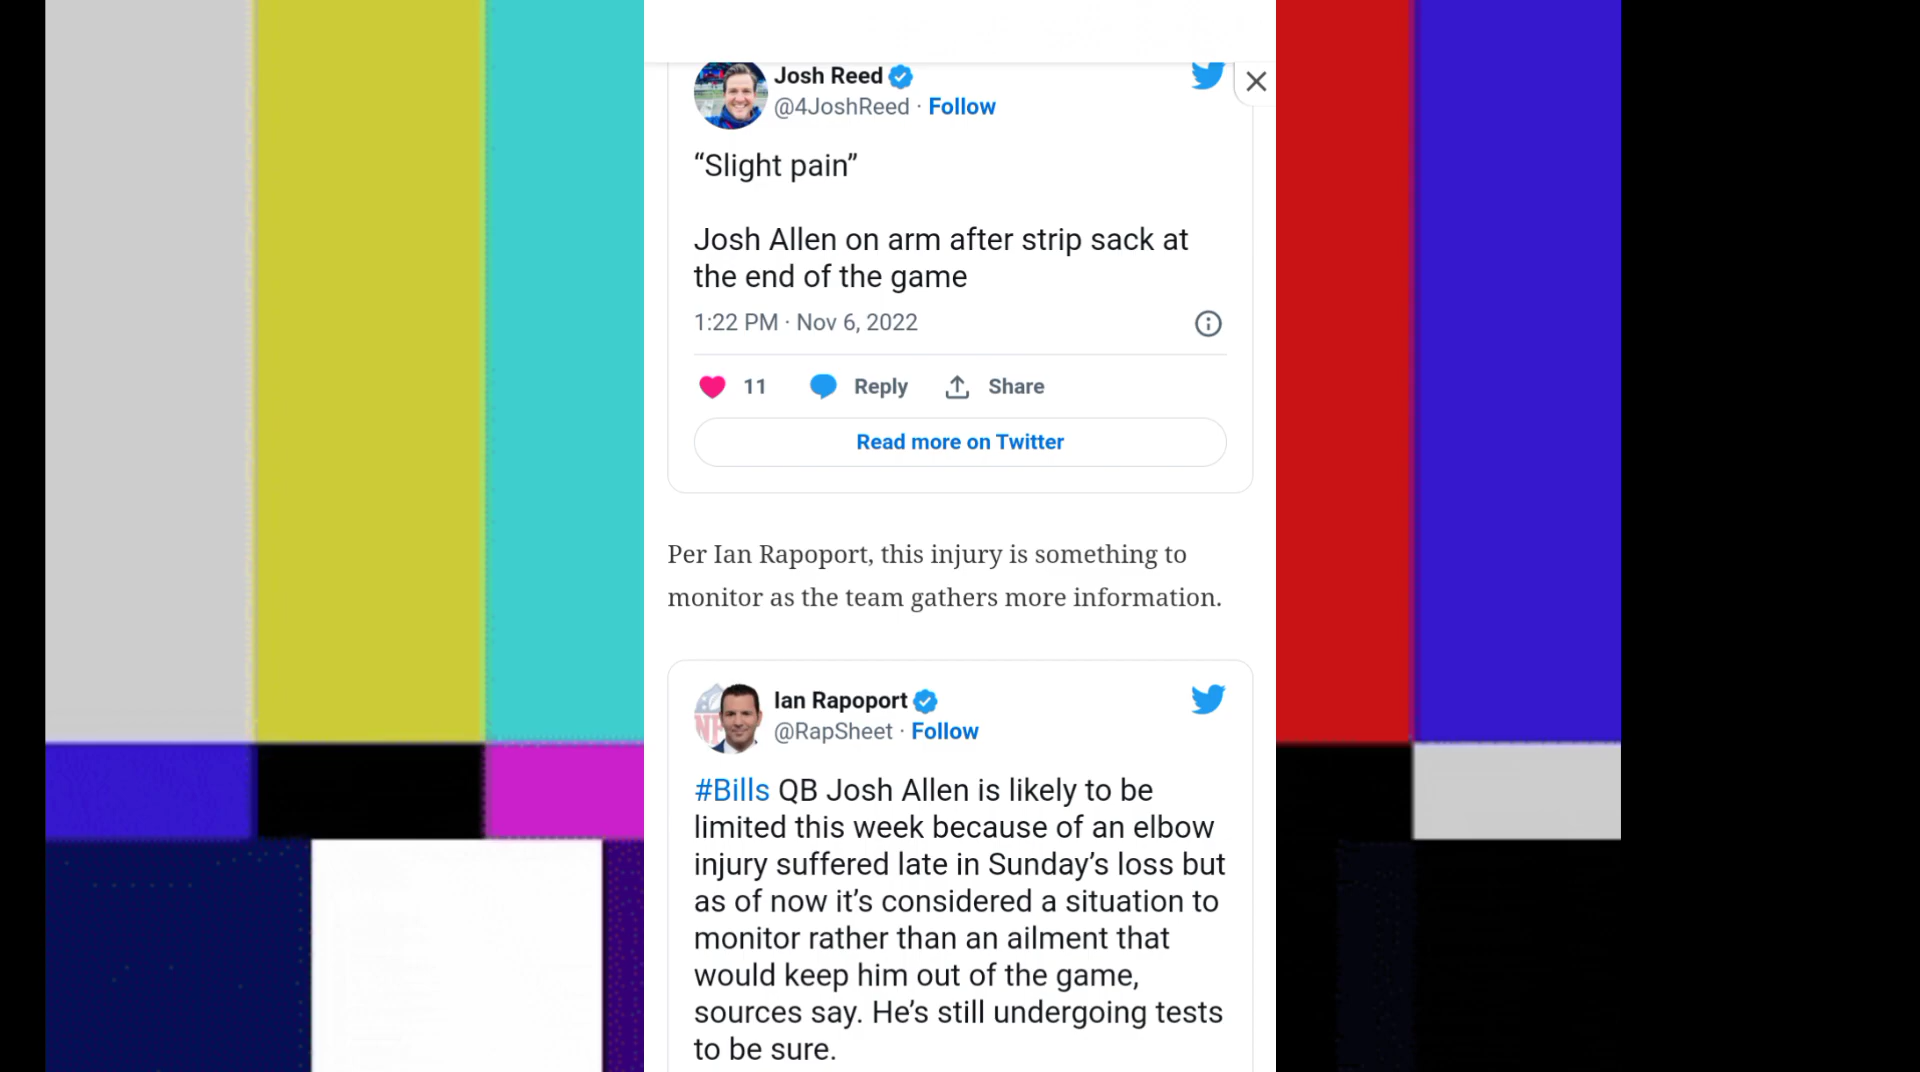 Josh Reed
@4JoshReed · Follow
“Slight pain”
Josh Allen on arm after strip sack at
the end of the game
1:22 PM · Nov 6, 2022
11 Reply Share
Read more on Twitter
Per Ian Rapoport, this injury is something to
monitor as the team gathers more information.
Ian Rapoport
@RapSheet · Follow
#Bills QB Josh Allen is likely to be
limited this week because of an elbow
injury suffered late in Sunday’s loss but
as of now it’s considered a situation to
monitor rather than an ailment that
would keep him out of the game,
sources say. He’s still undergoing tests
to be sure.